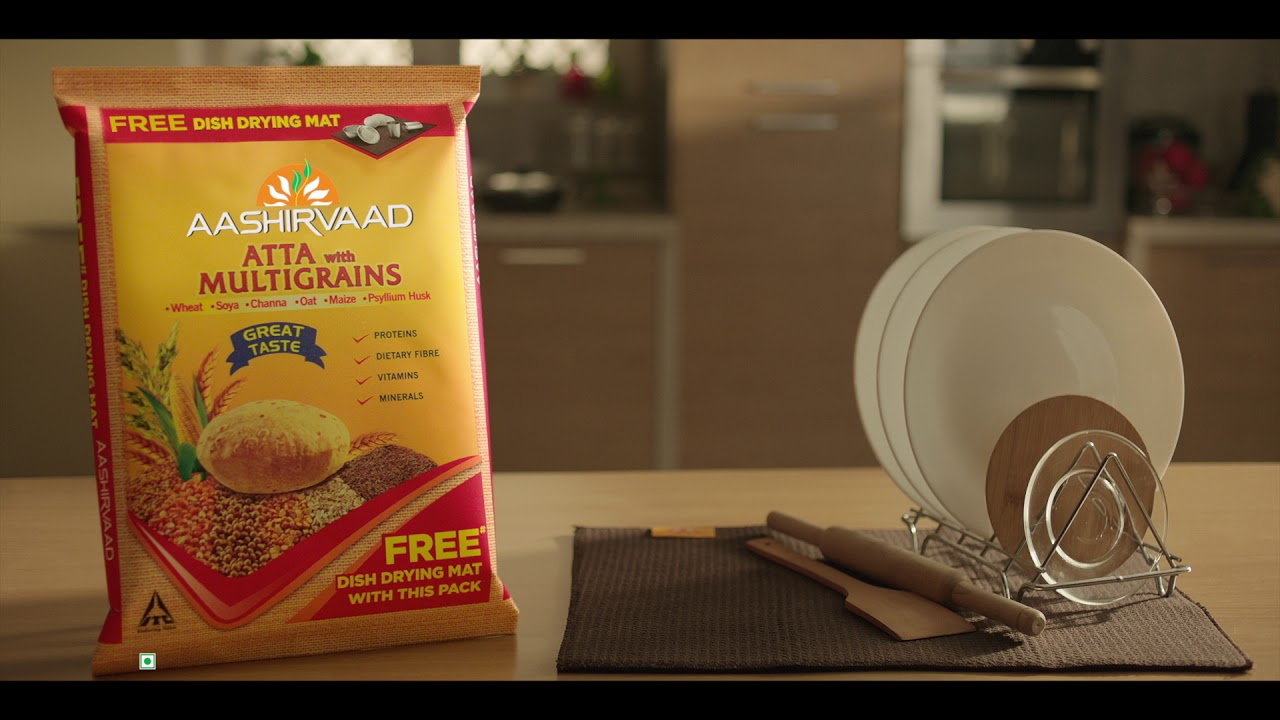 FREE DISH DRYING MAT
AASHIRVAAD
ATTA with
MULTIGRAINS
•Wheat •Soya •Channa •Oat •Maize •Psyllium Husk
GREAT
TASTE
PROTEINS
DIETARY FIBRE
VITAMINS
MINERALS
FREE#
DISH DRYING MAT
WITH THIS PACK
AASHIRVAAD